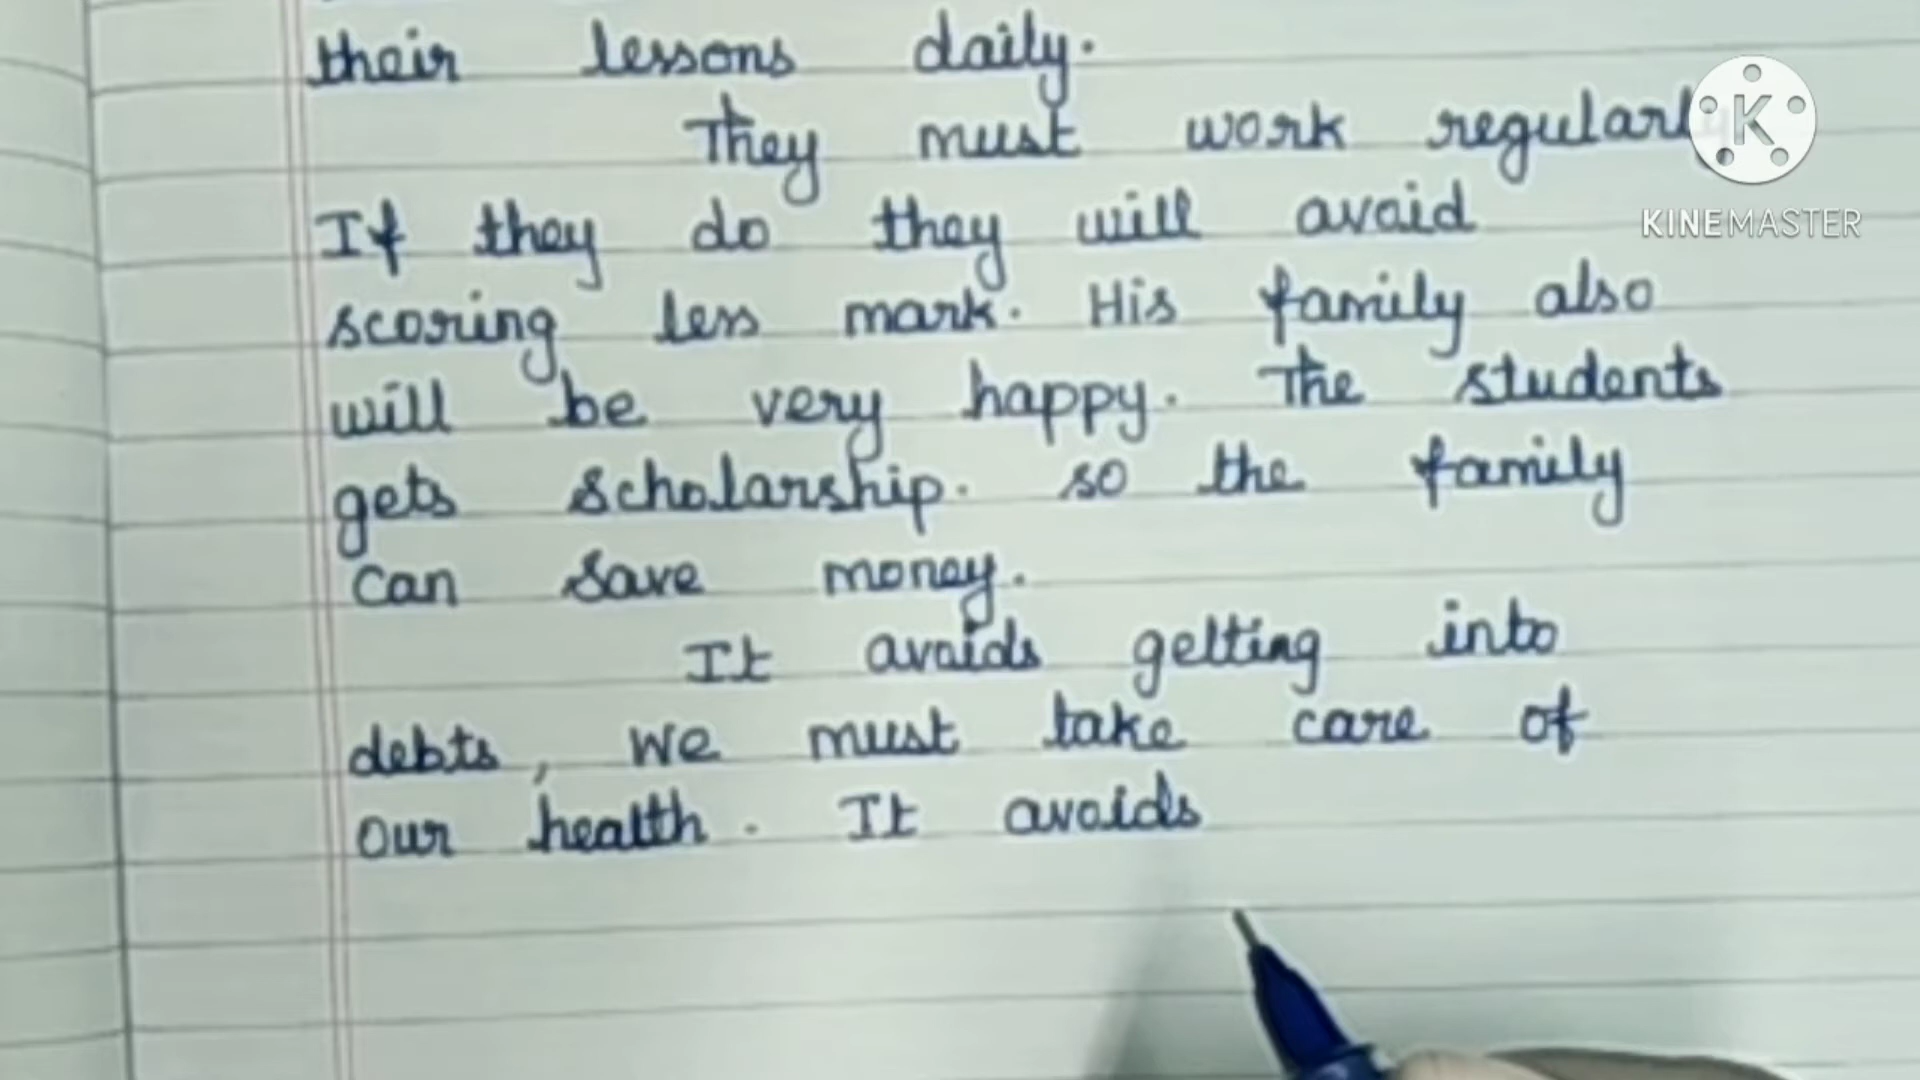 their lessons daily.
They must work regularly
If they do they will avoid
scoring less mark. His family also
will be very happy. The students
gets scholarship. so the family
can save money.
It avoids getting into
debts, we must take care of
our health. It avoids
K
KINEMASTER